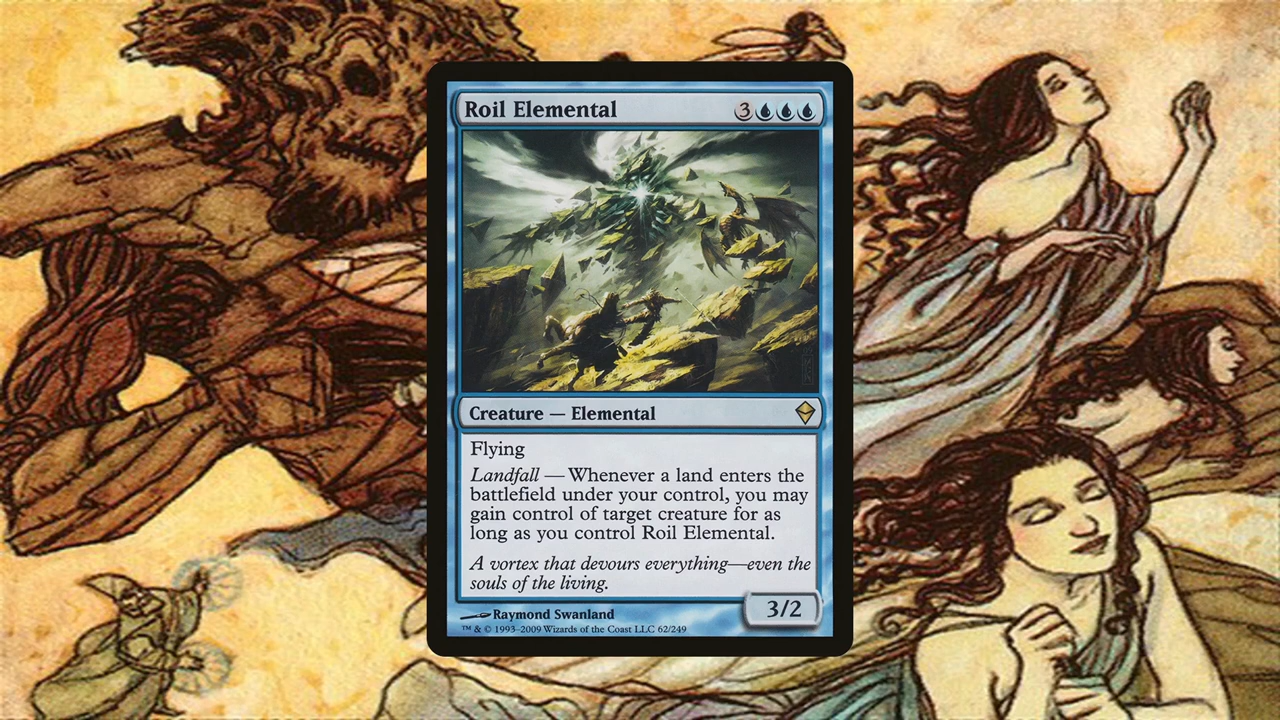 Roil Elemental 3
Creature — Elemental
Flying
Landfall — Whenever a land enters the
battlefield under your control, you may
gain control of target creature for as
long as you control Roil Elemental.
A vortex that devours everything—even the
souls of the living.
3/2
Raymond Swanland
™ & © 1993–2009 Wizards of the Coast LLC 62/249